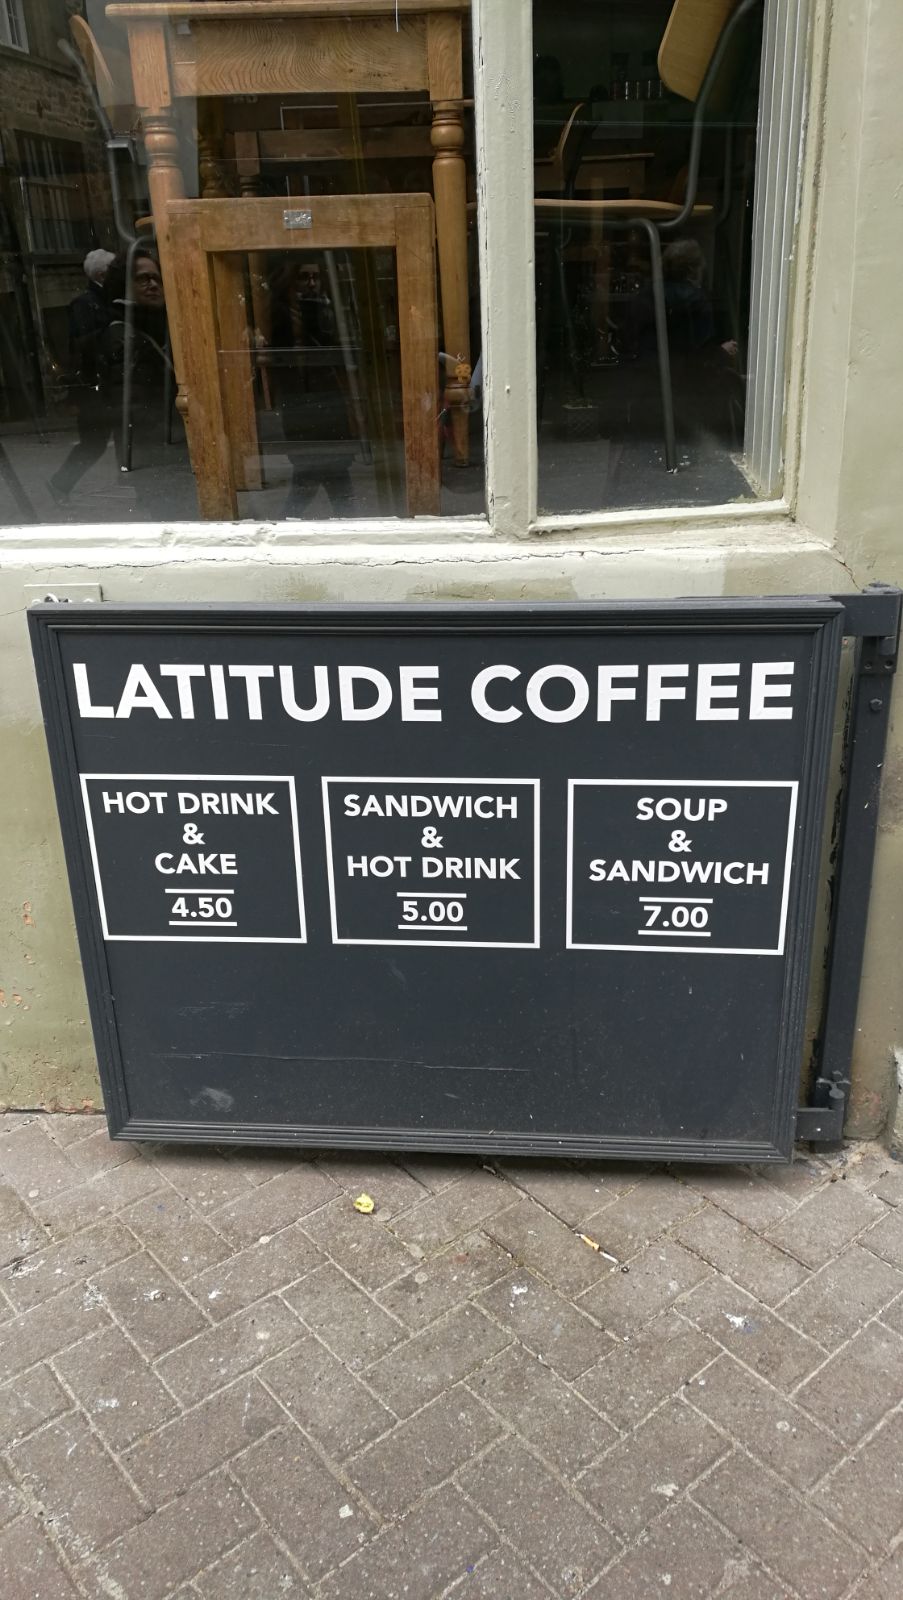 LATITUDE COFFEE
HOT DRINK
&
CAKE
4.50
SANDWICH
&
HOT DRINK
5.00
SOUP
&
SANDWICH
7.00